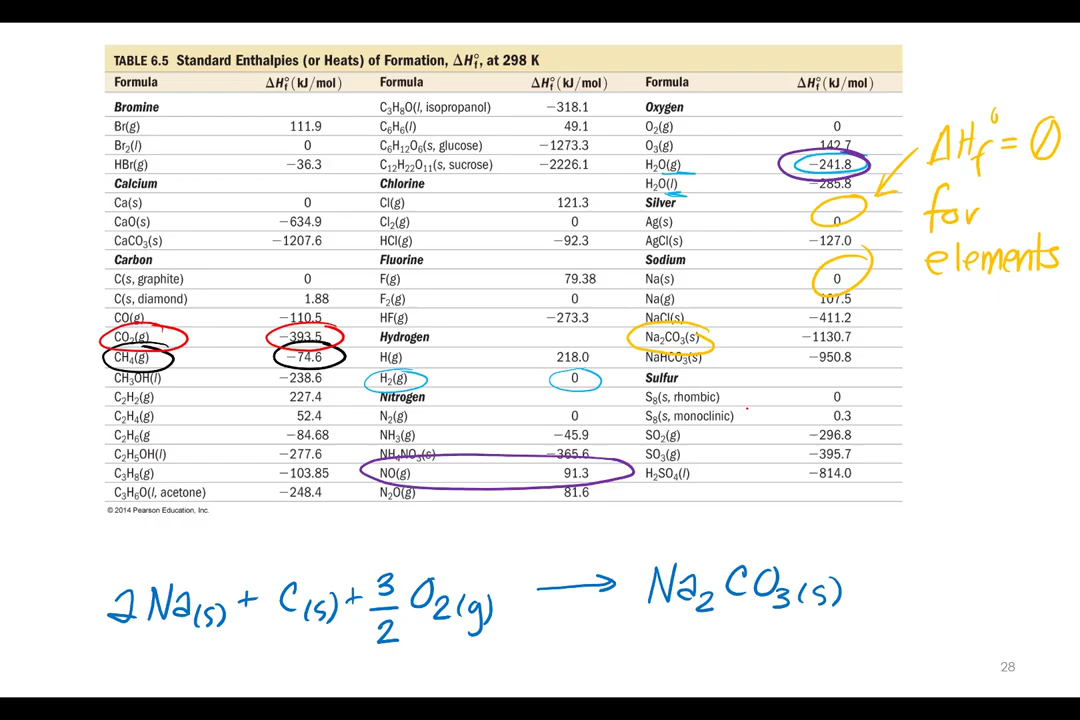 TABLE 6.5 Standard Enthalpies (or Heats) of Formation, ΔH°f, at 298 K
Formula ΔH°f (kJ/mol) Formula ΔH°f (kJ/mol) Formula ΔH°f (kJ/mol)
Bromine C₃H₈O(l, isopropanol) −318.1 Oxygen
Br(g) 111.9 C₆H₆(l) 49.1 O₂(g) 0
Br₂(l) 0 C₆H₁₂O₆(s, glucose) −1273.3 O₃(g) 142.7
HBr(g) −36.3 C₁₂H₂₂O₁₁(s, sucrose) −2226.1 H₂O(g) −241.8
Calcium Chlorine H₂O(l) −285.8
Ca(s) 0 Cl(g) 121.3 Silver
CaO(s) −634.9 Cl₂(g) 0 Ag(s) 0
CaCO₃(s) −1207.6 HCl(g) −92.3 AgCl(s) −127.0
Carbon Fluorine Sodium
C(s, graphite) 0 F(g) 79.38 Na(s) 0
C(s, diamond) 1.88 F₂(g) 0 Na(g) 107.5
CO(g) −110.5 HF(g) −273.3 NaCl(s) −411.2
CO₂(g) −393.5 Hydrogen Na₂CO₃(s) −1130.7
CH₄(g) −74.6 H(g) 218.0 NaHCO₃(s) −950.8
CH₃OH(l) −238.6 H₂(g) 0 Sulfur
C₂H₂(g) 227.4 Nitrogen S₈(s, rhombic) 0
C₂H₄(g) 52.4 N₂(g) 0 S₈(s, monoclinic) 0.3
C₂H₆(g −84.68 NH₃(g) −45.9 SO₂(g) −296.8
C₂H₅OH(l) −277.6 NH₄NO₃(s) −365.6 SO₃(g) −395.7
C₃H₈(g) −103.85 NO(g) 91.3 H₂SO₄(l) −814.0
C₃H₆O(l, acetone) −248.4 N₂O(g) 81.6
© 2014 Pearson Education, Inc.
ΔHf° = 0
for
elements
2 Na(s) + C(s) + 3/2 O₂(g) → Na₂CO₃(s)
28